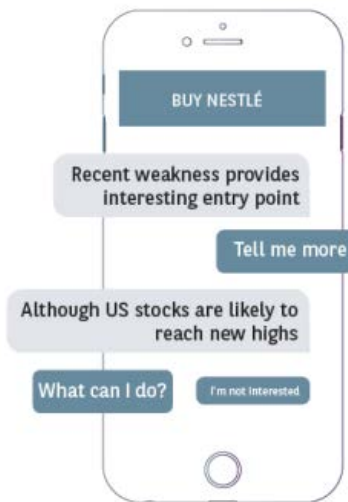 BUY NESTLÉ
Recent weakness provides
interesting entry point
Tell me more
Although US stocks are likely to
reach new highs
What can I do?
I'm not interested